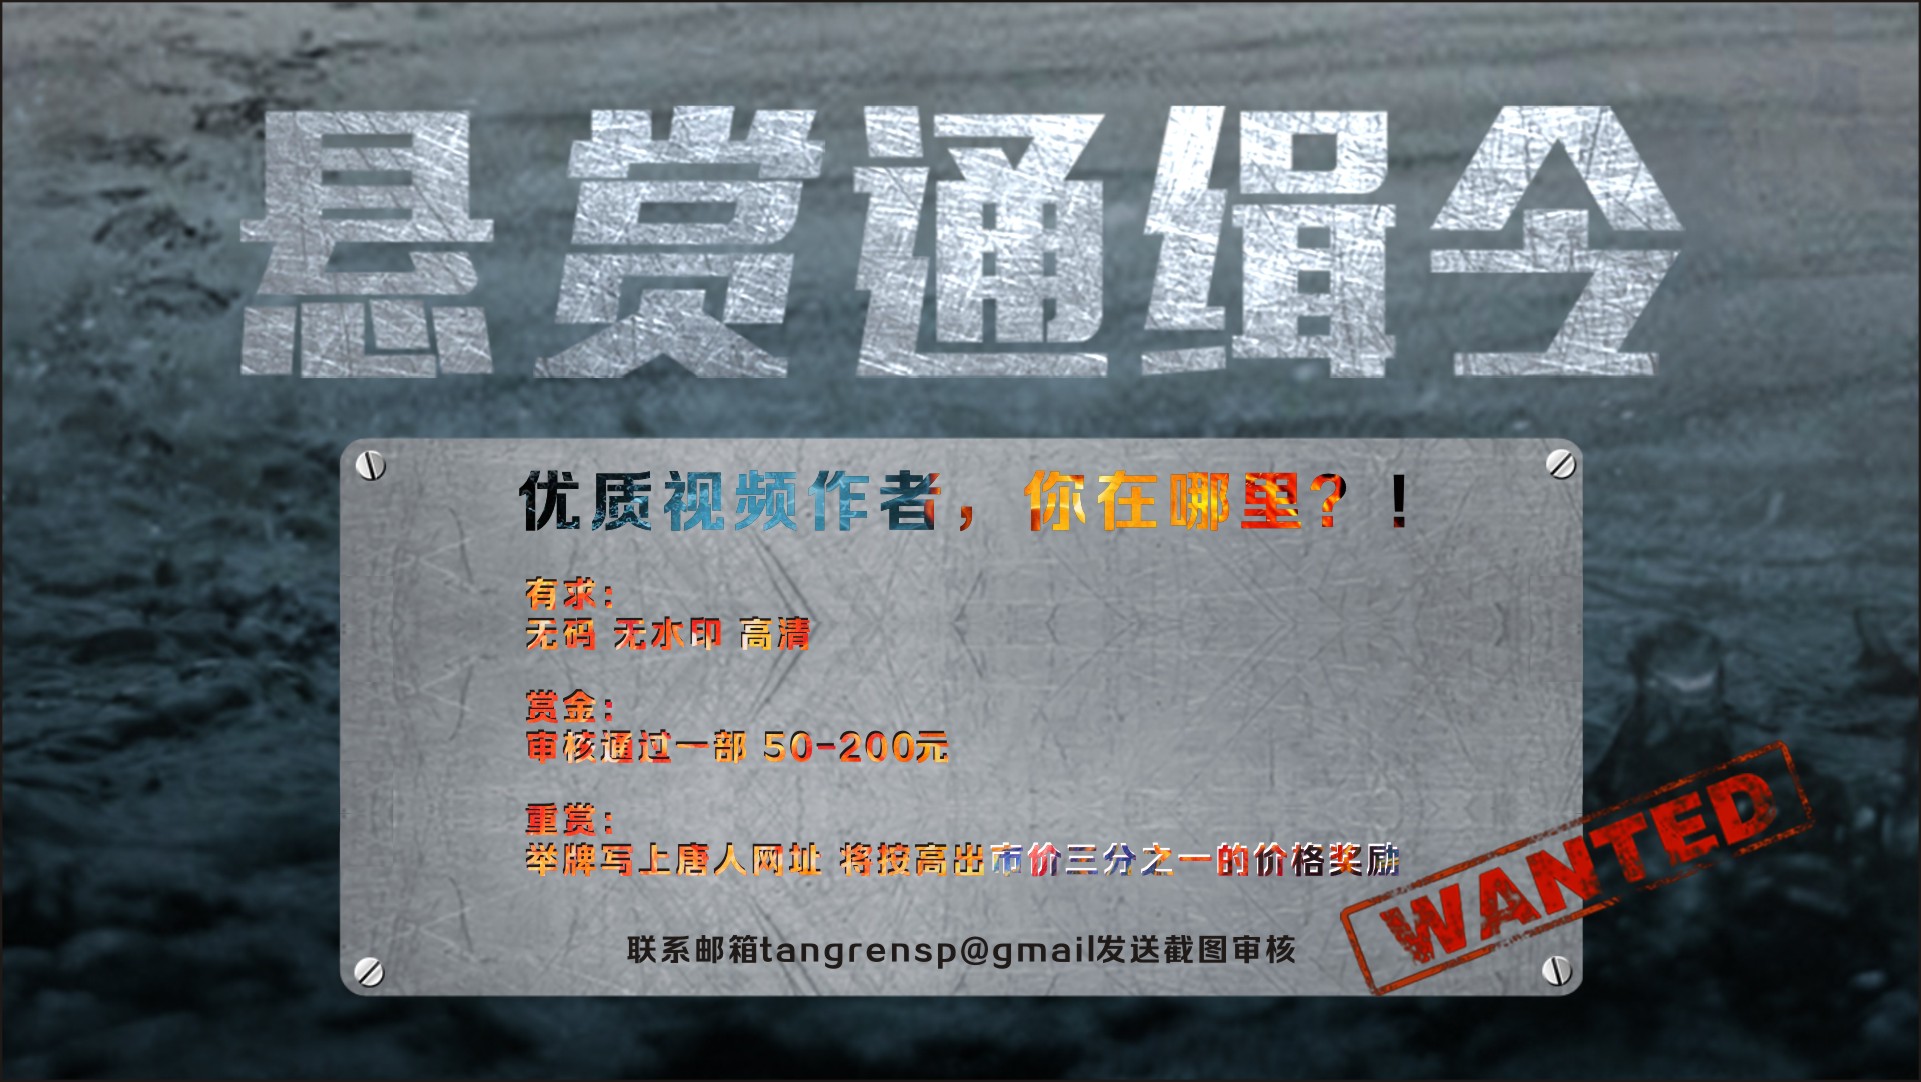 悬赏通缉令
优质视频作者，你在哪里？！
有求：
无码 无水印 高清
赏金：
审核通过一部 50-200元
重赏：
举牌写上唐人网址 将按高出市价三分之一的价格奖励
联系邮箱tangrensp@gmail发送截图审核
WANTED